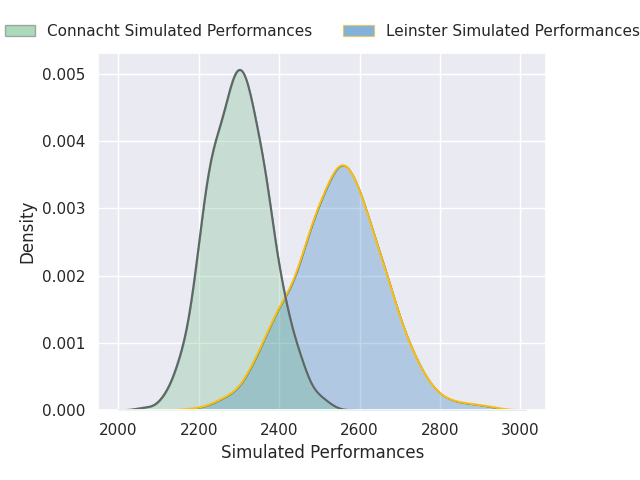 Connacht Simulated Performances Leinster Simulated Performances
0.005
0.004
0.003
0.002
0.001
0.000
Density
2000 2200 2400 2600 2800 3000
Simulated Performances